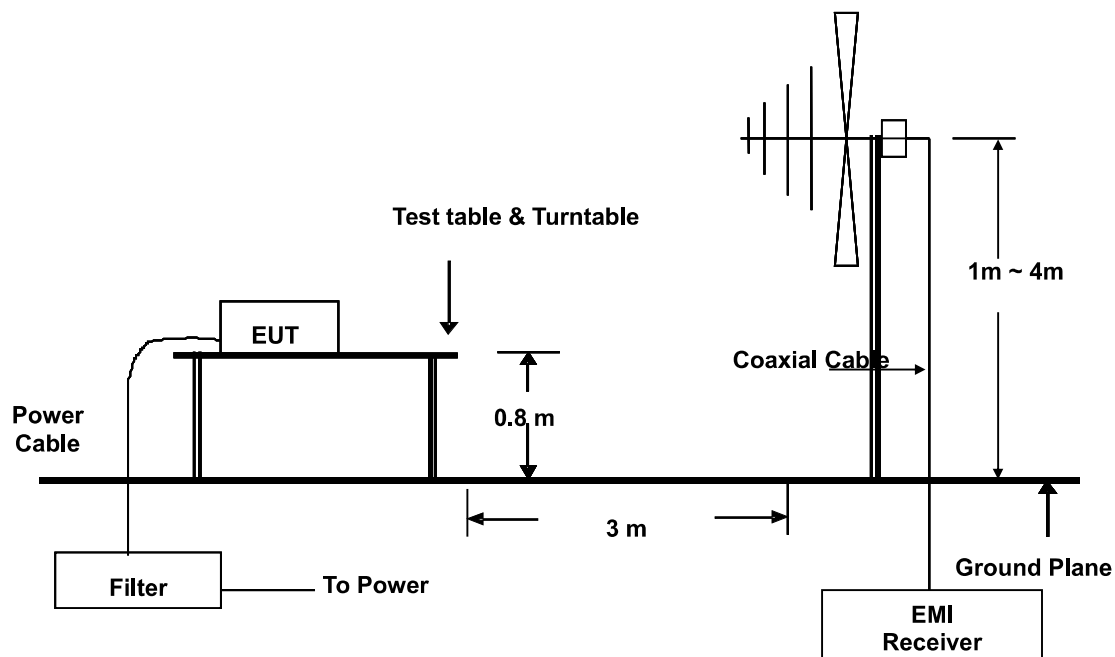 Test table & Turntable
1m ~ 4m
EUT
Coaxial Cable
0.8 m
Power
Cable
3 m
Filter
To Power
Ground Plane
EMI
Receiver